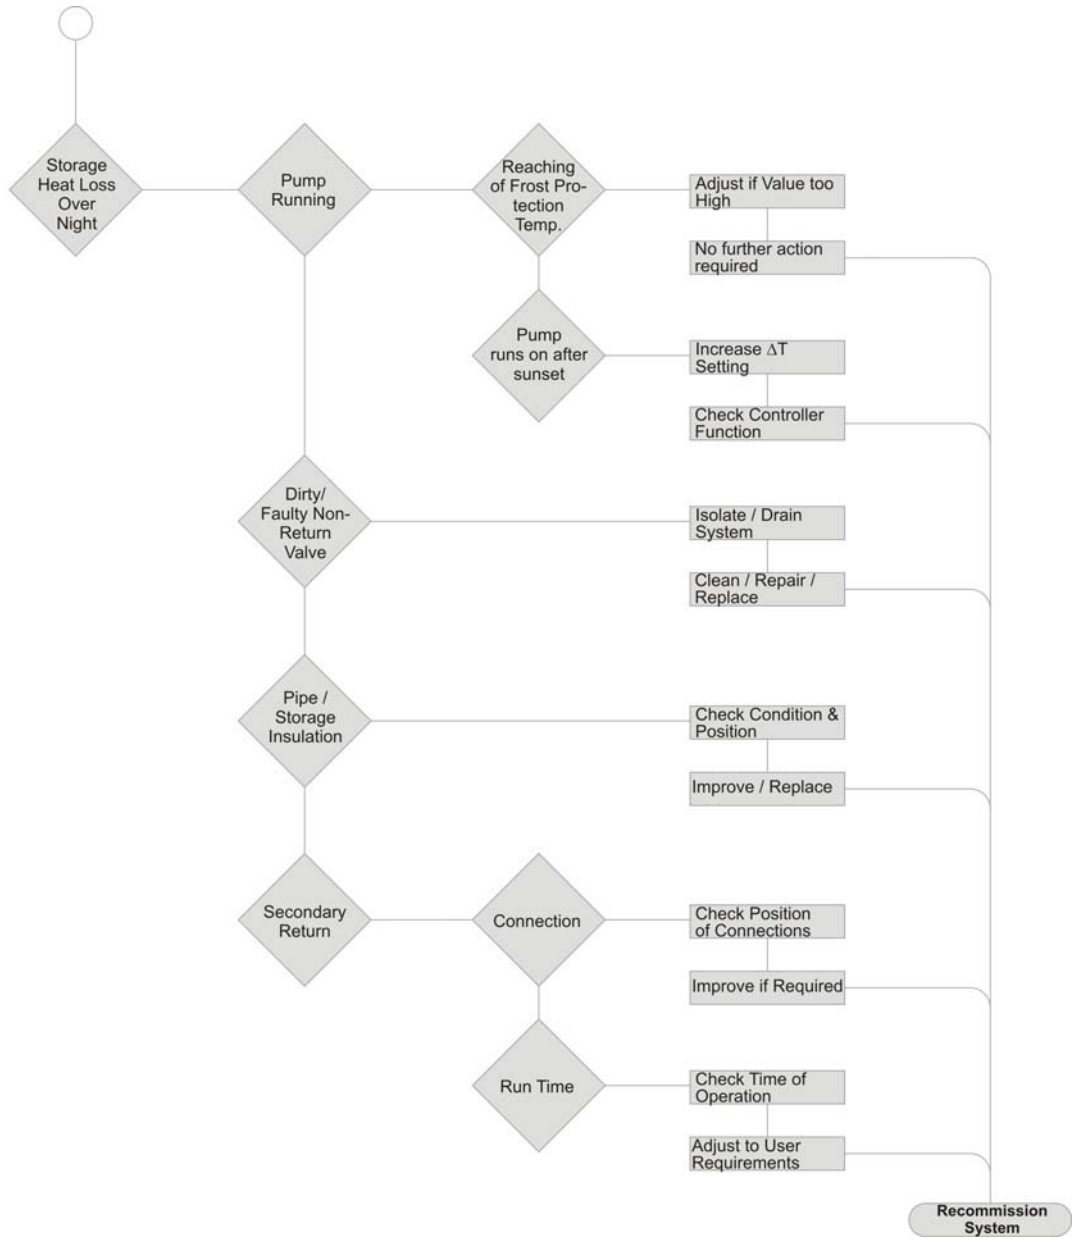 Storage
Heat Loss
Over
Night
Pump
Running
Reaching
of Frost Pro-
tection
Temp.
Adjust if Value too
High
No further action
required
Pump
runs on after
sunset
Increase ΔT
Setting
Check Controller
Function
Dirty/
Faulty Non-
Return
Valve
Isolate / Drain
System
Clean / Repair /
Replace
Pipe /
Storage
Insulation
Check Condition &
Position
Improve / Replace
Secondary
Return
Connection
Check Position
of Connections
Improve if Required
Run Time
Check Time of
Operation
Adjust to User
Requirements
Recommission
System